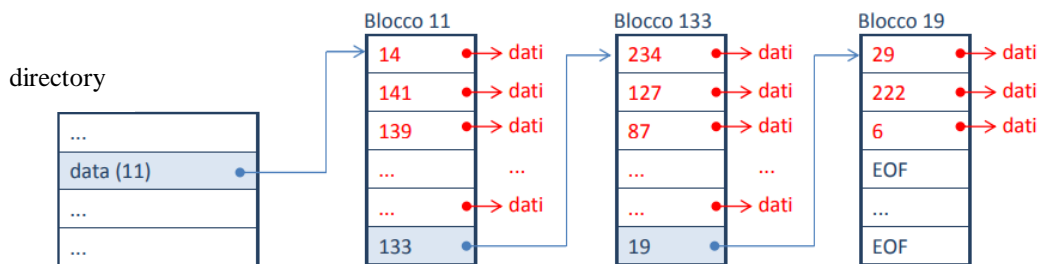 Blocco 11
Blocco 133
Blocco 19
directory
...
data (11)
...
...
14 dati
141 dati
139 dati
... ...
... dati
133
234 dati
127 dati
87 dati
... ...
... dati
19
29 dati
222 dati
6 dati
EOF
...
EOF